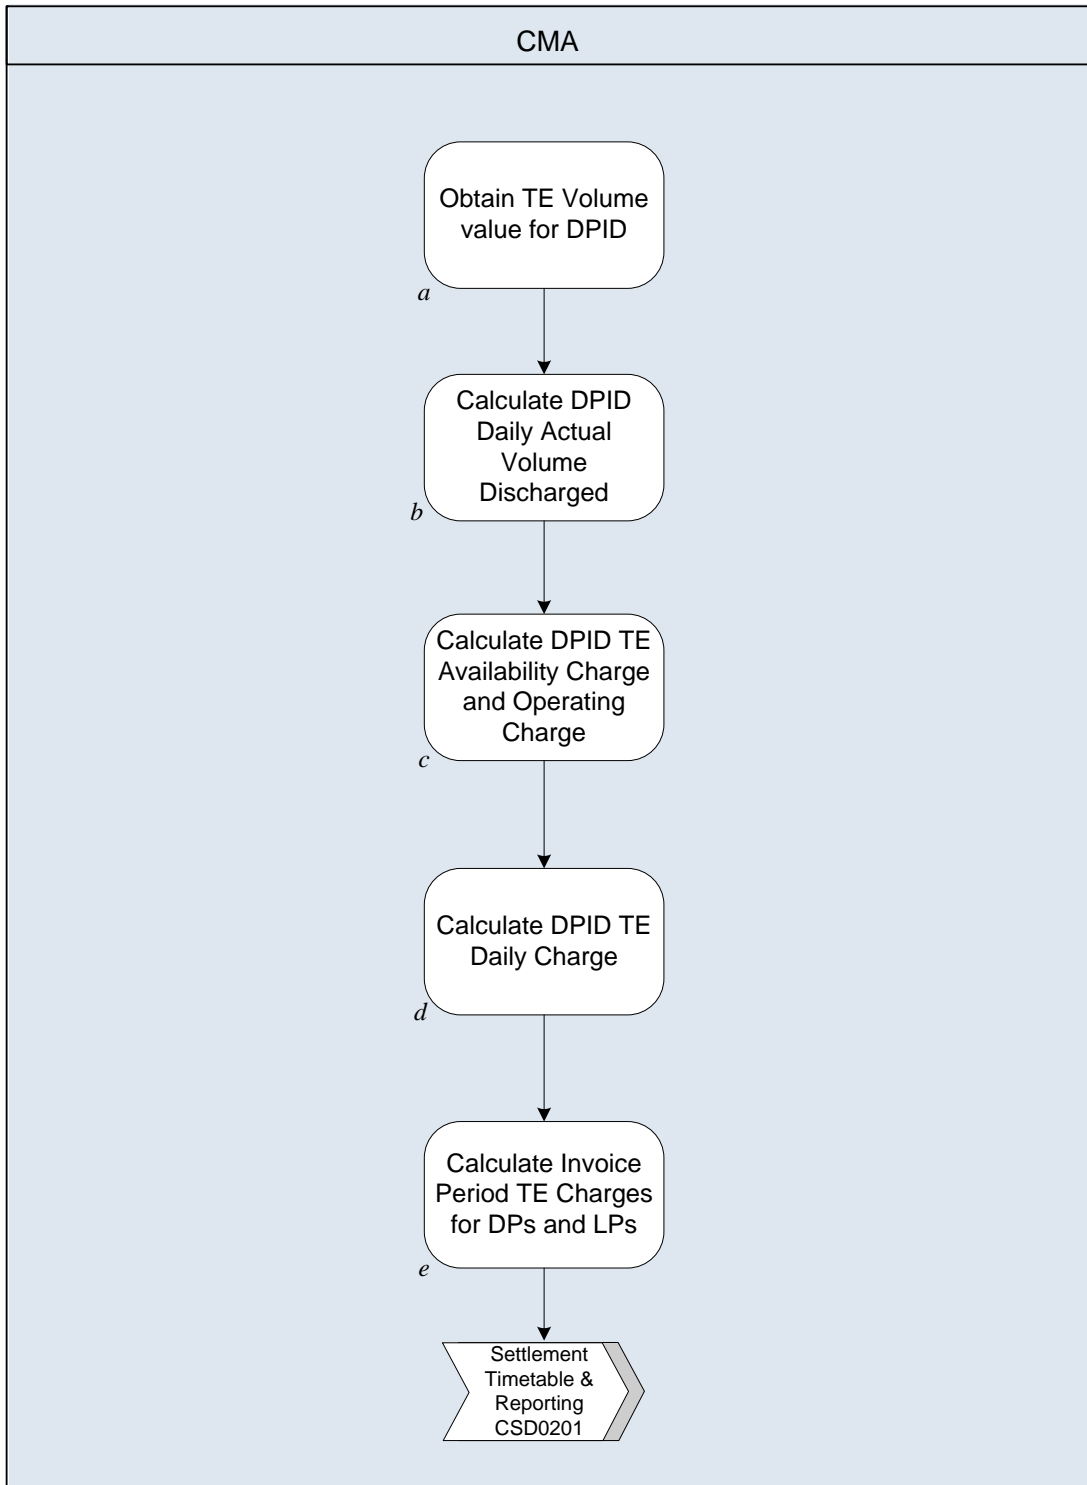 CMA
Obtain TE Volume
value for DPID
a
Calculate DPID
Daily Actual
Volume
Discharged
b
Calculate DPID TE
Availability Charge
and Operating
Charge
c
Calculate DPID TE
Daily Charge
d
Calculate Invoice
Period TE Charges
for DPs and LPs
e
Settlement
Timetable &
Reporting
CSD0201